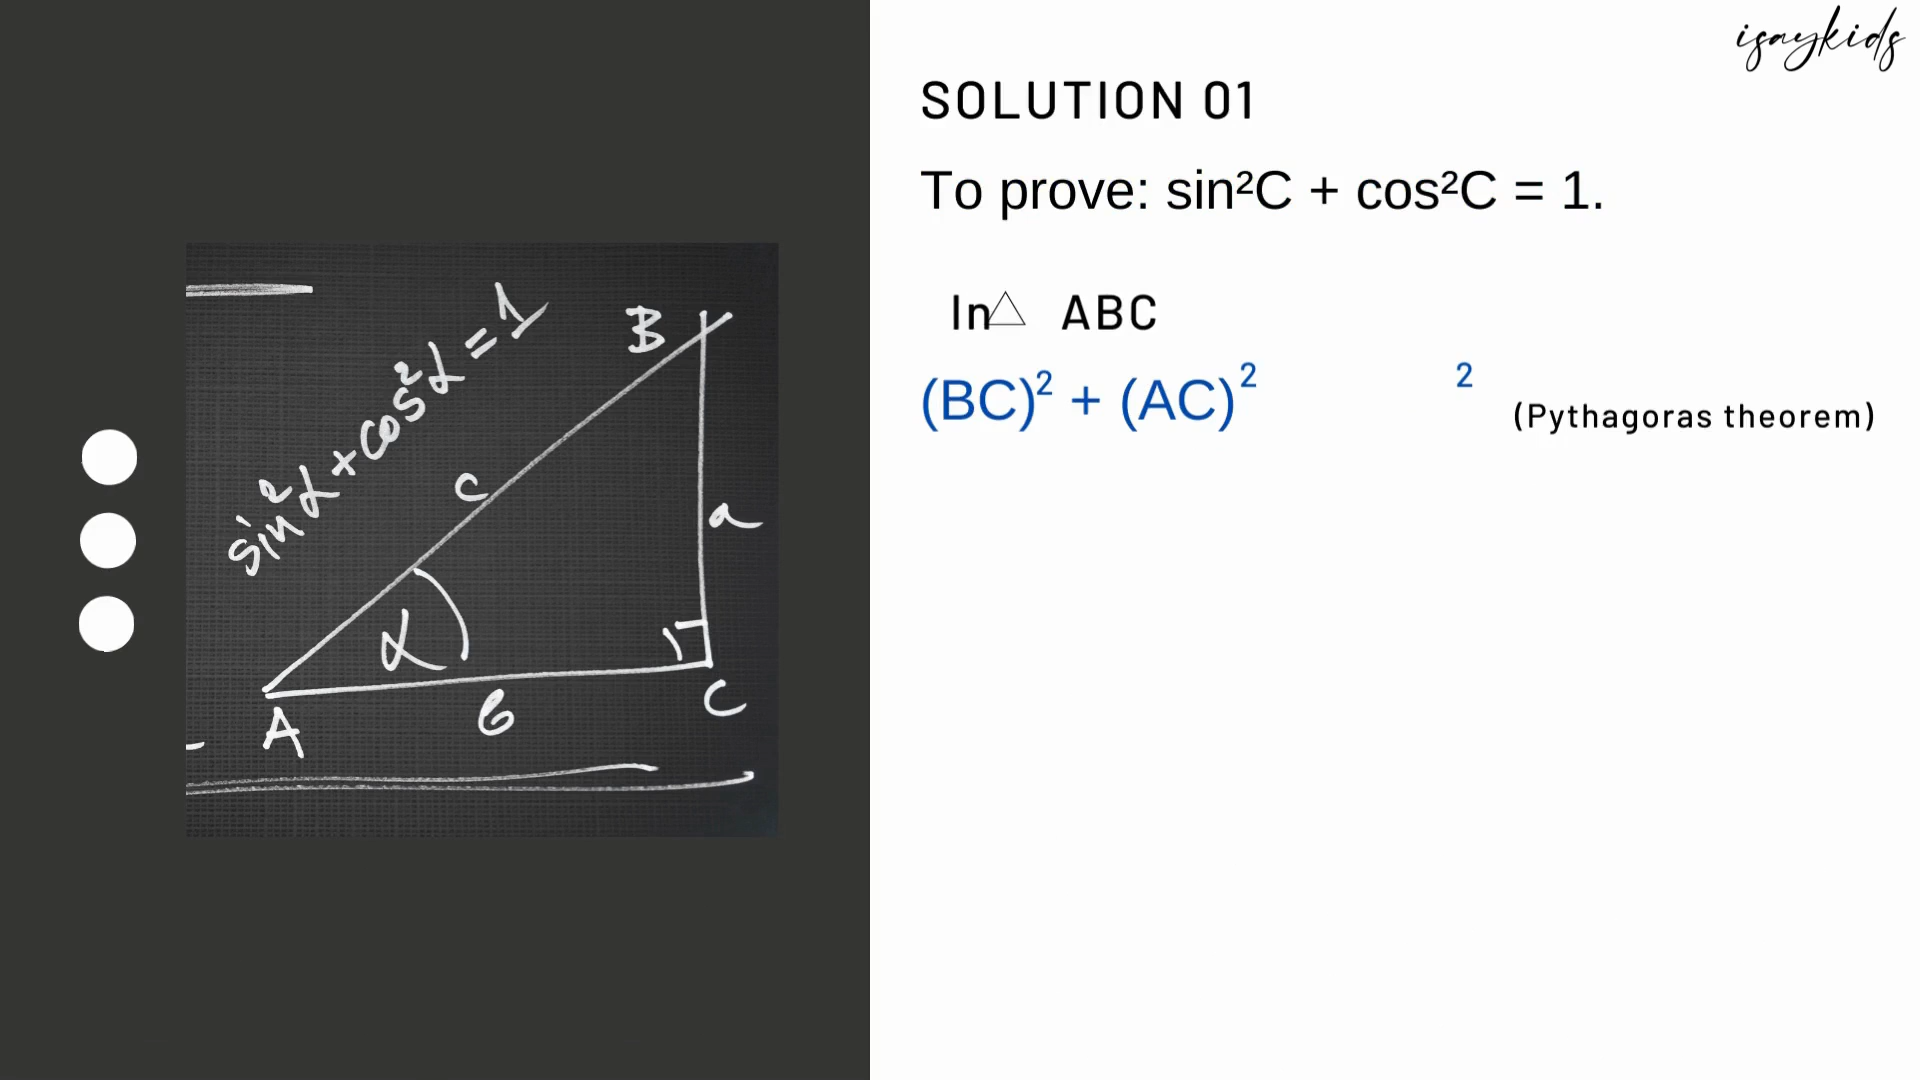 isaykids
SOLUTION 01
To prove: sin²C + cos²C = 1.
In△ ABC
(BC)² + (AC)² ² (Pythagoras theorem)
sin²α+cos²α=1
B
c
a
α
A
b
C